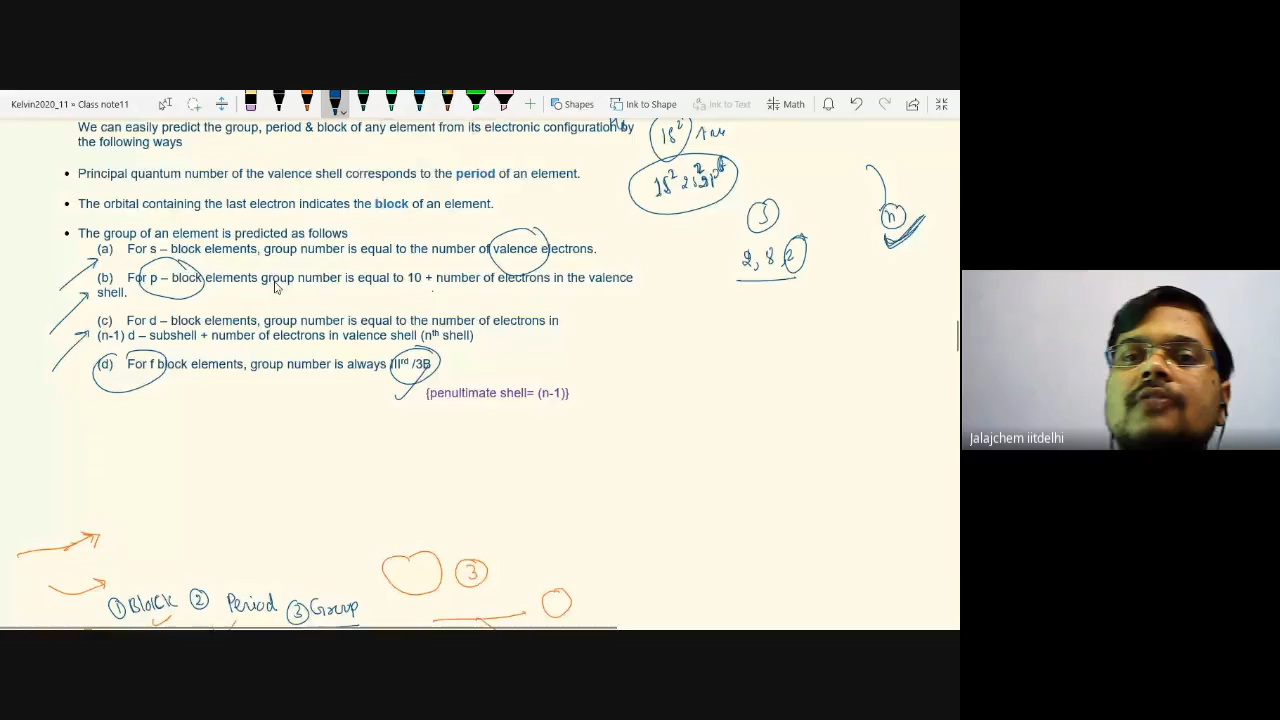 Kelvin2020_11 » Class note11
Shapes
Ink to Shape
Ink to Text
Math
We can easily predict the group, period & block of any element from its electronic configuration by
the following ways
• Principal quantum number of the valence shell corresponds to the period of an element.
• The orbital containing the last electron indicates the block of an element.
• The group of an element is predicted as follows
(a) For s – block elements, group number is equal to the number of valence electrons.
(b) For p – block elements group number is equal to 10 + number of electrons in the valence
shell.
(c) For d – block elements, group number is equal to the number of electrons in
(n-1) d – subshell + number of electrons in valence shell (nth shell)
(d) For f block elements, group number is always IIIrd /3B
{penultimate shell= (n-1)}
1s²
1s² 2s² 2p⁶
3
2, 8, 2
n
3
① Block ② Period ③ Group
Jalajchem iitdelhi